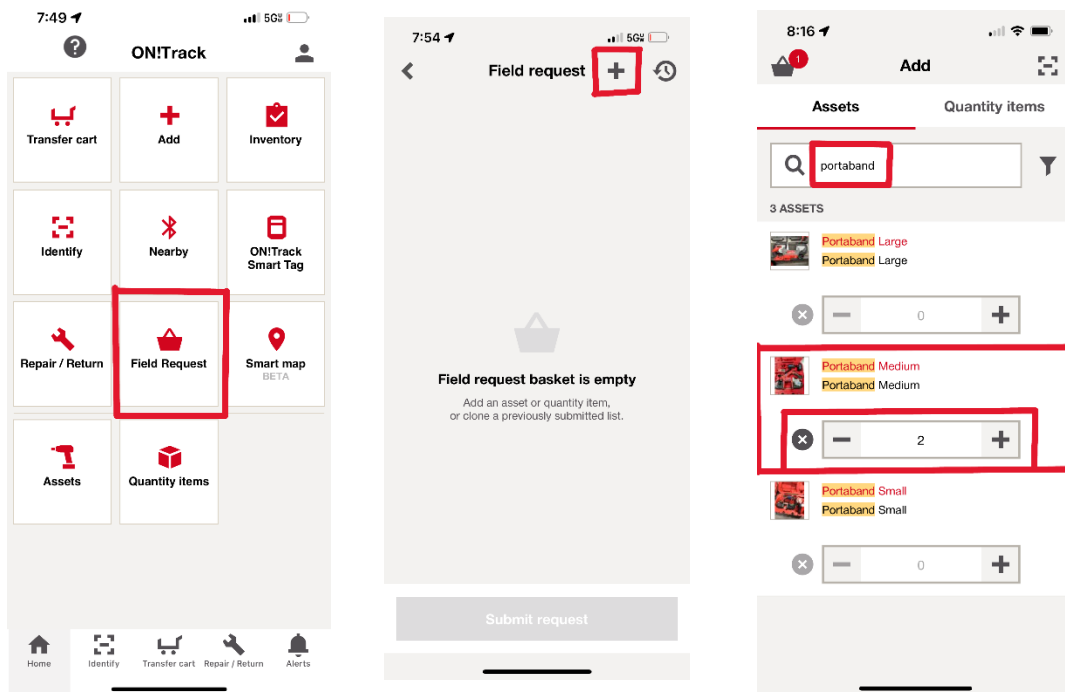 7:49
5G
ON!Track
Transfer cart
Add
Inventory
Identify
Nearby
ON!Track
Smart Tag
Repair / Return
Field Request
Smart map
BETA
Assets
Quantity items
Home
Identify
Transfer cart
Repair / Return
Alerts
7:54
5G
Field request
Field request basket is empty
Add an asset or quantity item,
or clone a previously submitted list.
Submit request
8:16
1
Add
Assets
Quantity items
portaband
3 ASSETS
Portaband Large
Portaband Large
0
Portaband Medium
Portaband Medium
2
Portaband Small
Portaband Small
0